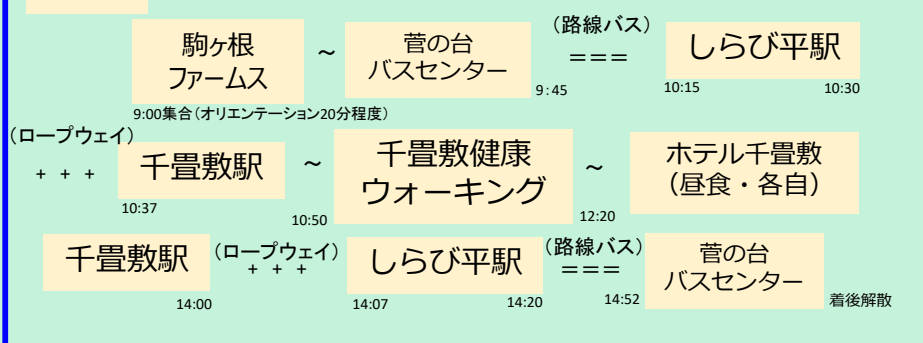 (路線バス)
駒ヶ根
ファームス
～
菅の台
バスセンター
===
しらび平駅
9:45
10:15
10:30
9:00集合(オリエンテーション20分程度)
(ロープウェイ)
+ + +
千畳敷駅
～
千畳敷健康
ウォーキング
～
ホテル千畳敷
(昼食・各自)
10:37
10:50
12:20
千畳敷駅
(ロープウェイ)
+ + +
しらび平駅
(路線バス)
===
菅の台
バスセンター
14:00
14:07
14:20
14:52
着後解散